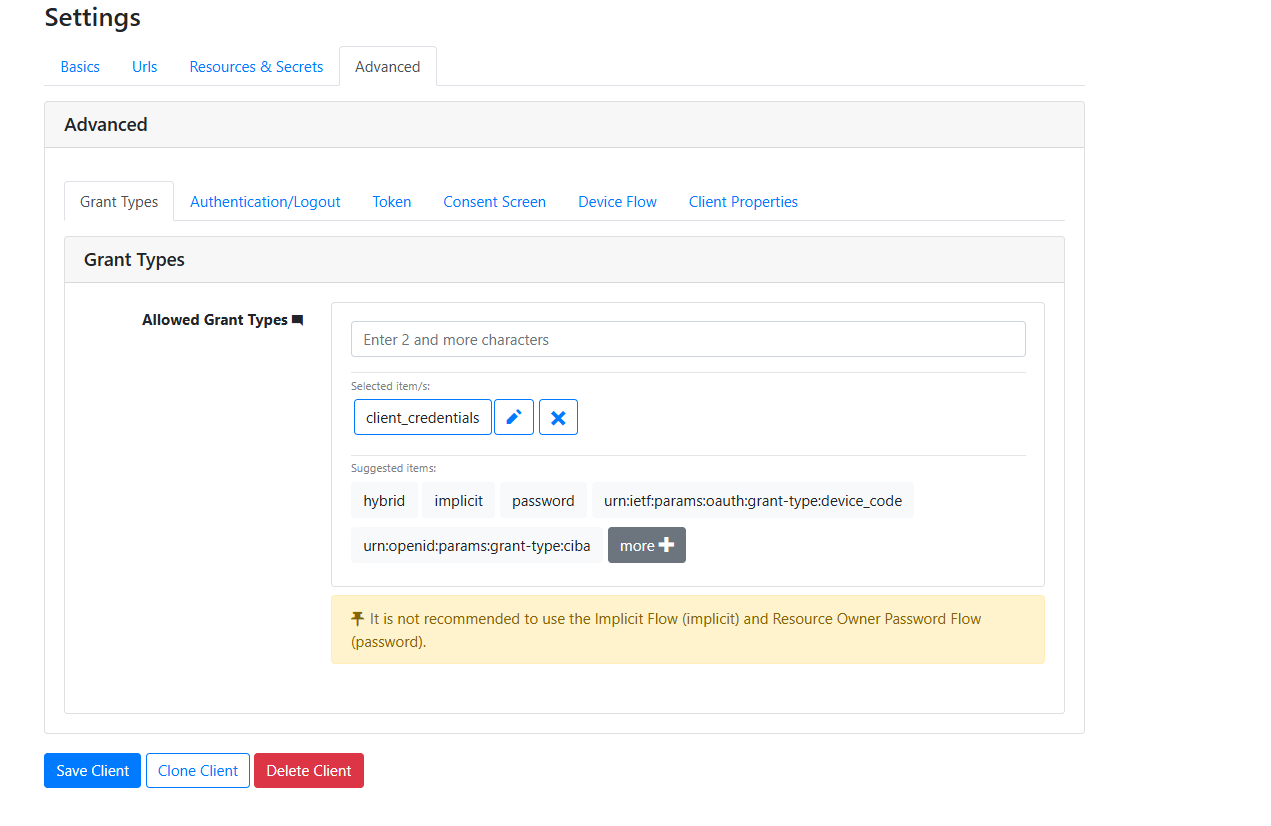 Settings
Basics Urls Resources & Secrets Advanced
Advanced
Grant Types Authentication/Logout Token Consent Screen Device Flow Client Properties
Grant Types
Allowed Grant Types
Enter 2 and more characters
Selected item/s:
client_credentials
Suggested items:
hybrid implicit password urn:ietf:params:oauth:grant-type:device_code
urn:openid:params:grant-type:ciba more
It is not recommended to use the Implicit Flow (implicit) and Resource Owner Password Flow
(password).
Save Client Clone Client Delete Client